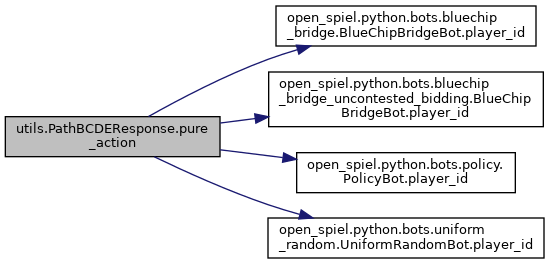 open_spiel.python.bots.bluechip
_bridge.BlueChipBridgeBot.player_id
open_spiel.python.bots.bluechip
_bridge_uncontested_bidding.BlueChip
BridgeBot.player_id
utils.PathBCDEResponse.pure
_action
open_spiel.python.bots.policy.
PolicyBot.player_id
open_spiel.python.bots.uniform
_random.UniformRandomBot.player_id